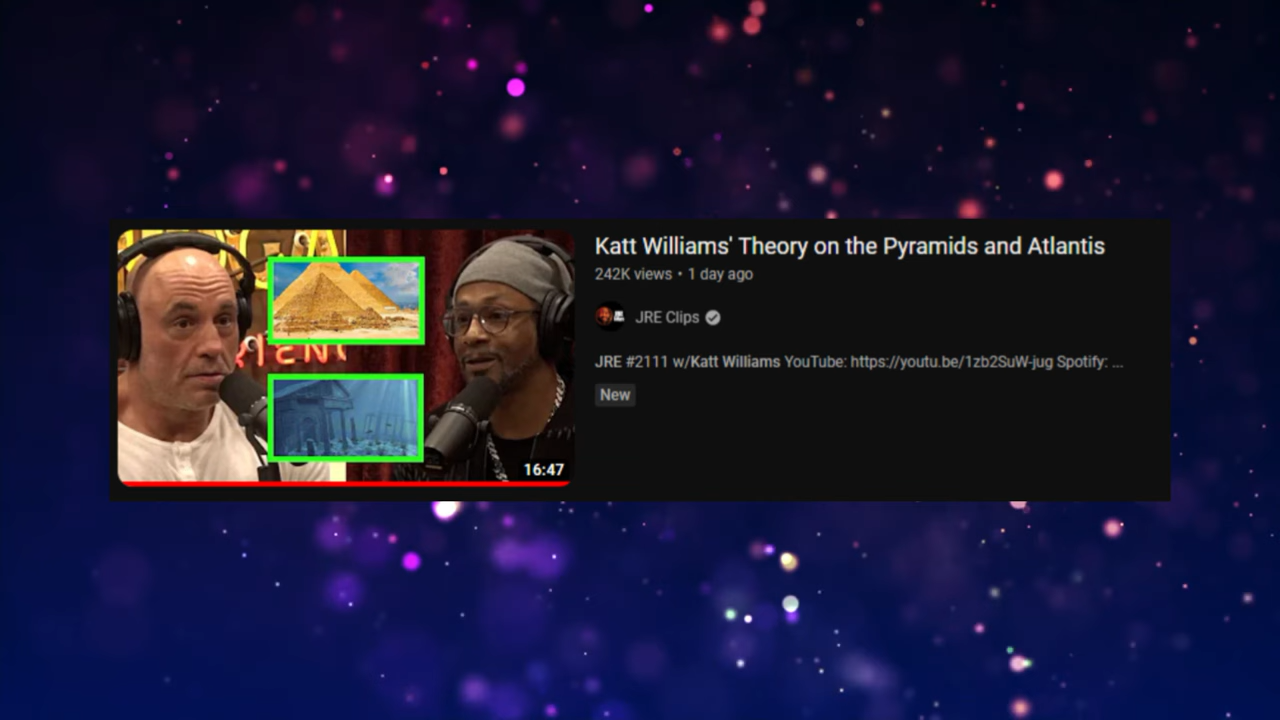 Katt Williams' Theory on the Pyramids and Atlantis
242K views • 1 day ago
JRE Clips
JRE #2111 w/Katt Williams YouTube: https://youtu.be/1zb2SuW-jug Spotify: ...
New
16:47